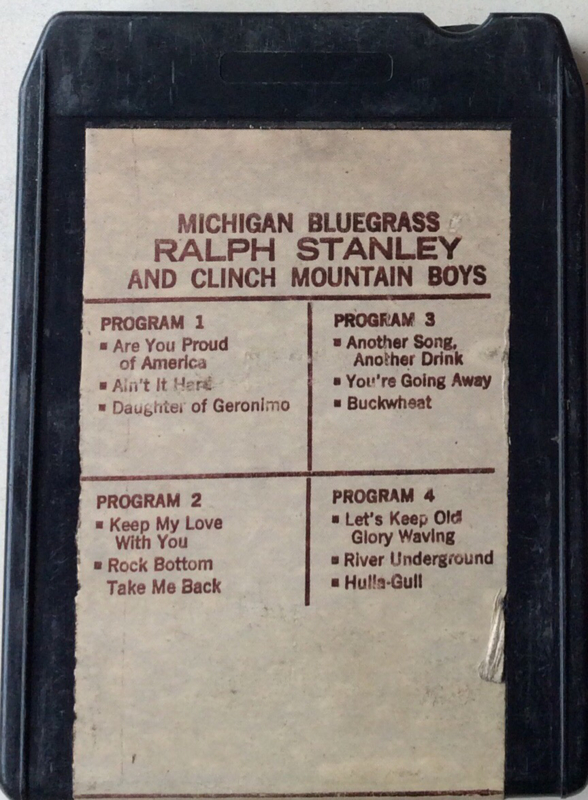 MICHIGAN BLUEGRASS
RALPH STANLEY
AND CLINCH MOUNTAIN BOYS
PROGRAM 1
▪ Are You Proud
of America
▪ Ain't It Hard
▪ Daughter of Geronimo
PROGRAM 2
▪ Keep My Love
With You
▪ Rock Bottom
Take Me Back
PROGRAM 3
▪ Another Song,
Another Drink
▪ You're Going Away
▪ Buckwheat
PROGRAM 4
▪ Let's Keep Old
Glory Waving
▪ River Underground
▪ Hulla-Gull